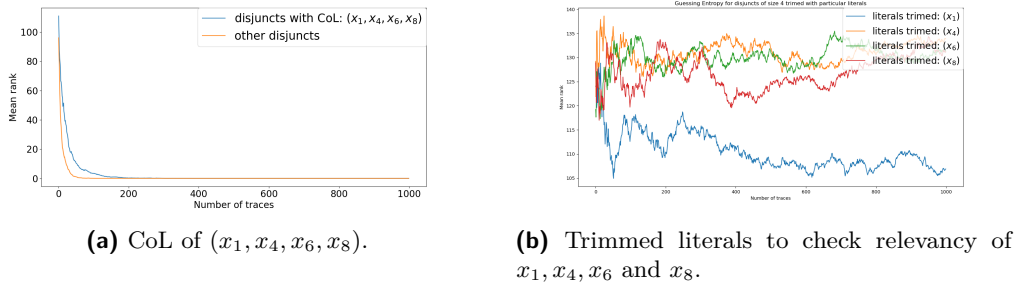 disjuncts with CoL: (x₁, x₄, x₆, x₈)
other disjuncts
Mean rank
100
80
60
40
20
0
0 200 400 600 800 1000
Number of traces
(a) CoL of (x₁, x₄, x₆, x₈).
Guessing Entropy for disjuncts of size 4 trimed with particular literals
literals trimed: (x₁)
literals trimed: (x₄)
literals trimed: (x₆)
literals trimed: (x₈)
Mean rank
140
135
130
125
120
115
110
105
0 200 400 600 800 1000
Number of traces
(b) Trimmed literals to check relevancy of
x₁, x₄, x₆ and x₈.